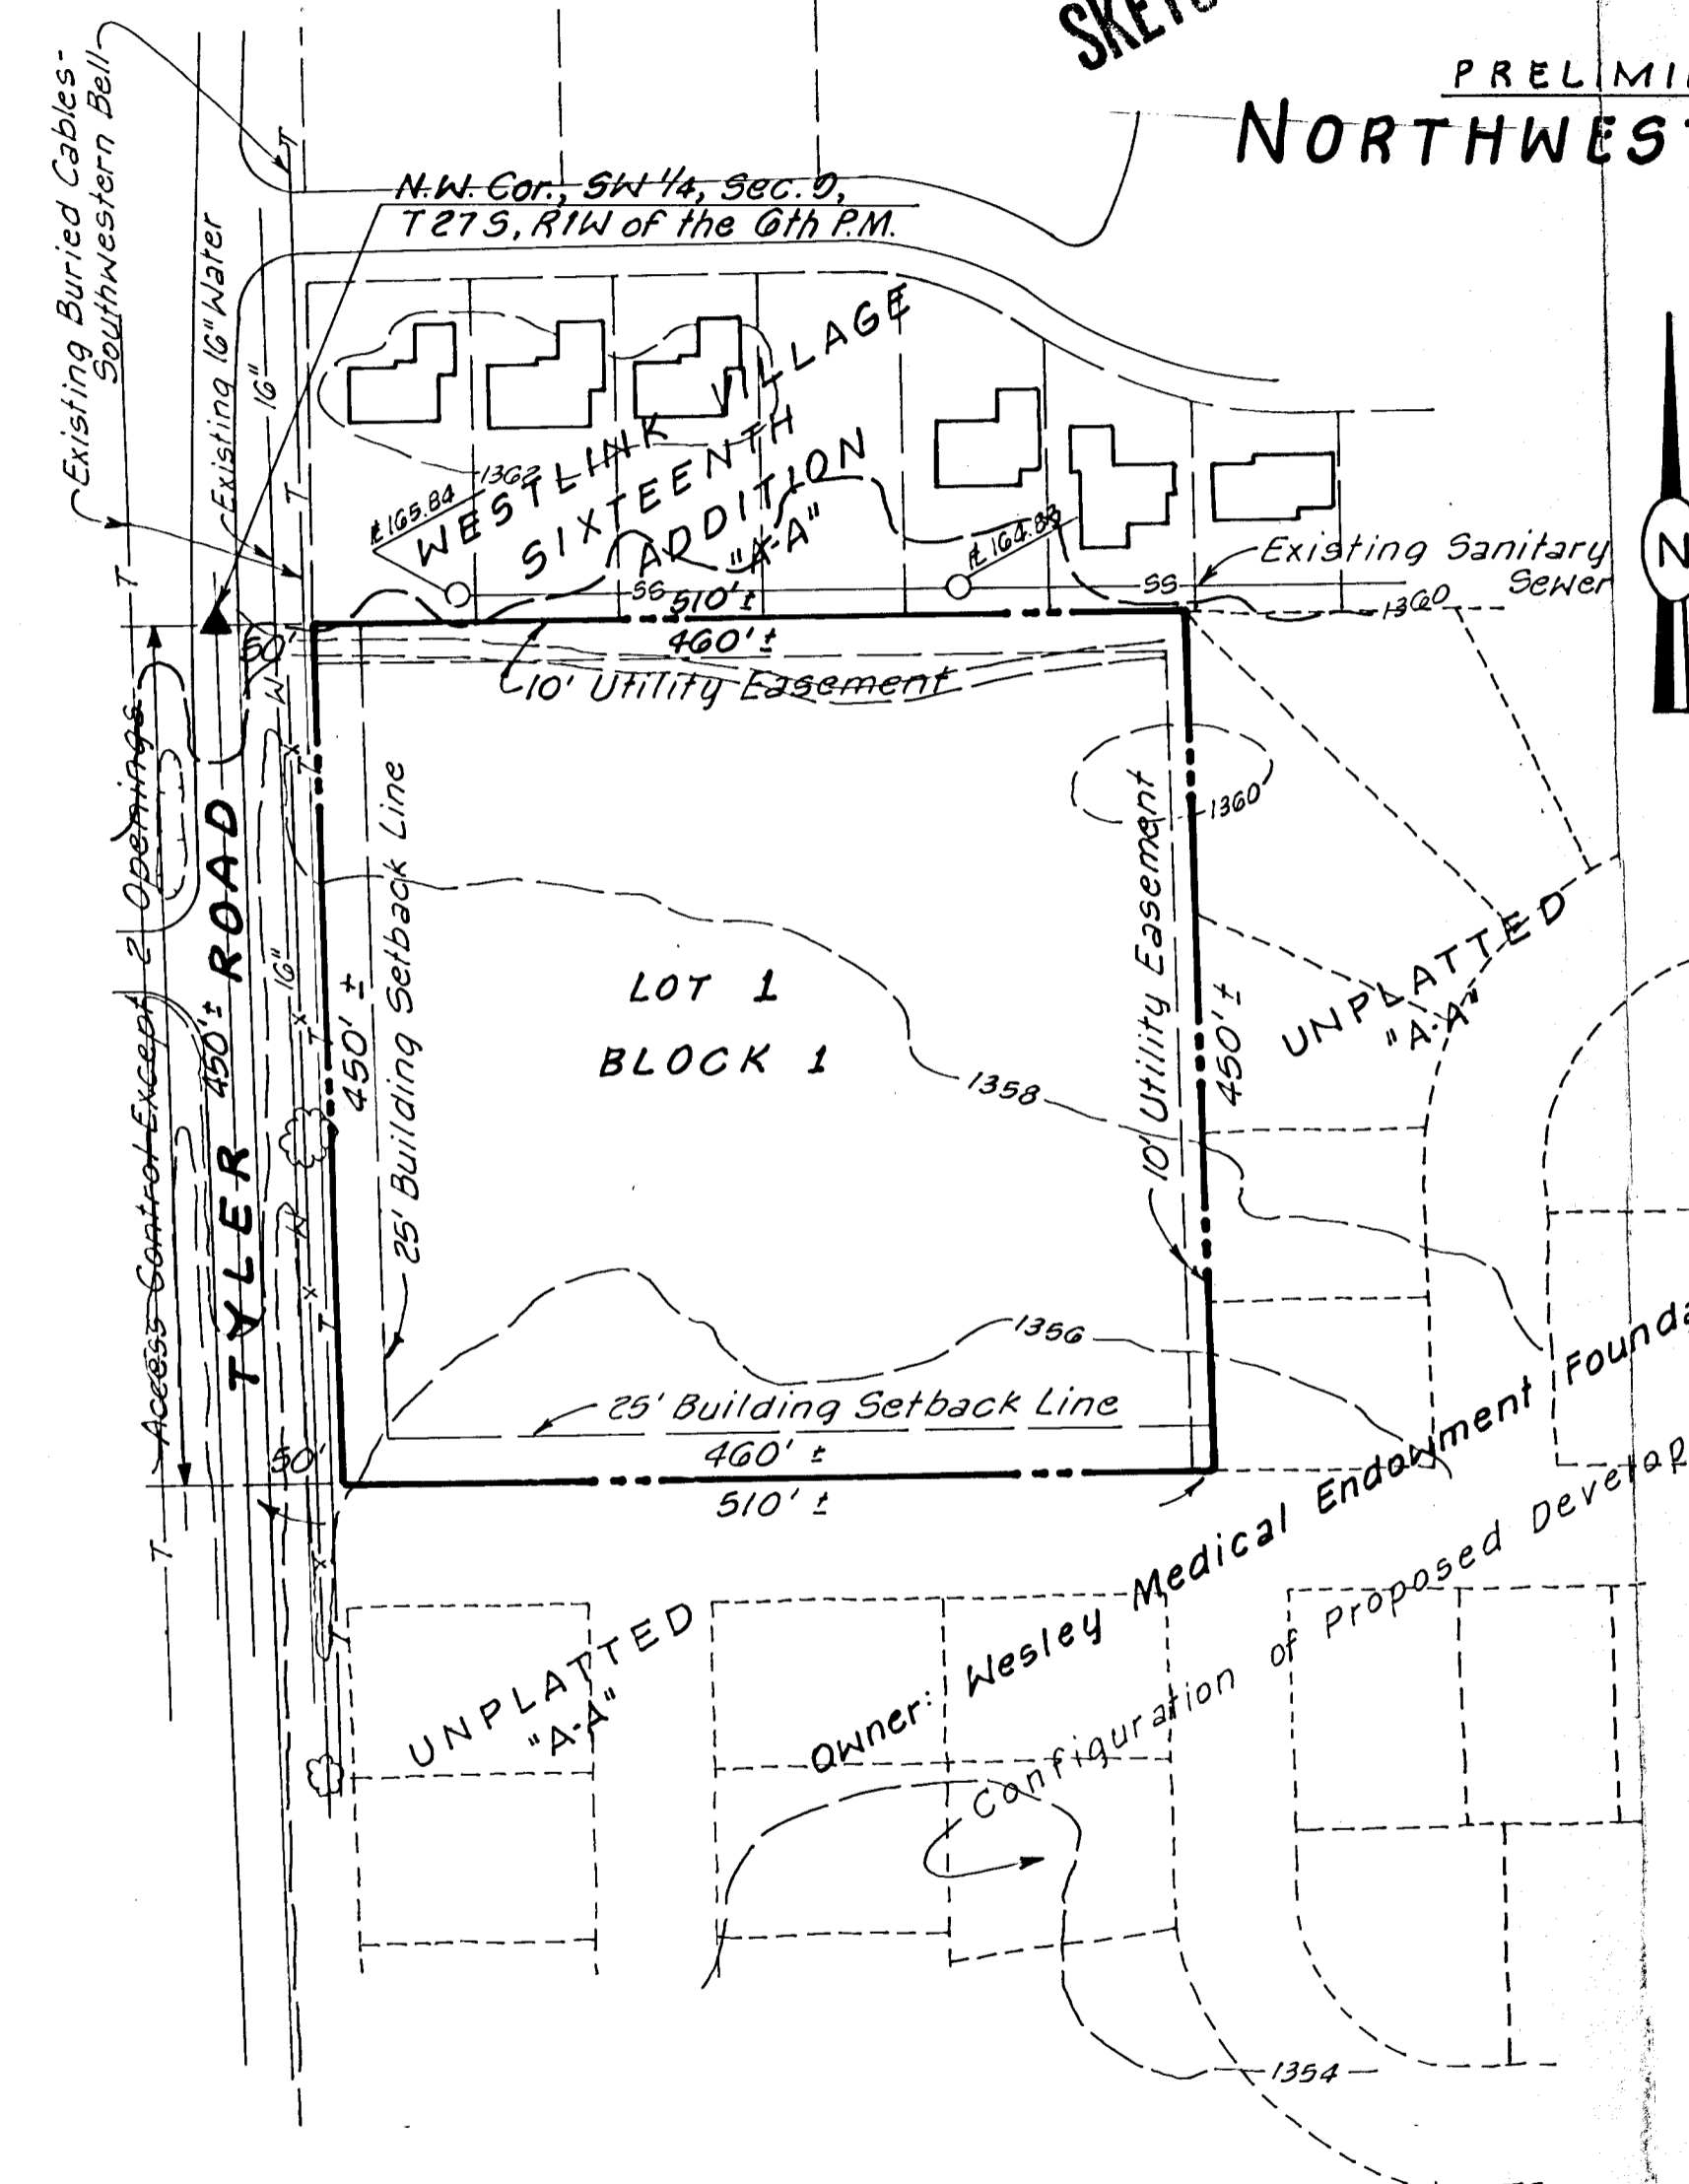 PRELIMI
NORTHWEST
Existing Buried Cables-
Southwestern Bell
Existing 16" Water
N.W. Cor., SW 1/4, Sec. 9,
T27S, R1W of the 6th P.M.
T
16"
T
WESTLINK VILLAGE
SIXTEENTH
ADDITION
"A-A"
1362
℄165.84
℄164.83
SS
SS
Existing Sanitary
Sewer
1360
N
T
510'±
460'±
50'
10' Utility Easement
W
X
T
Access Control Except 2 Openings
TYLER ROAD
450'±
16"
X
T
450' ±
25' Building Setback Line
LOT 1
BLOCK 1
10' Utility Easement
1360
450' ±
UNPLATTED
"A-A"
1358
W
X
T
1356
25' Building Setback Line
460' ±
50'
510' ±
T
X
T
UNPLATTED
"A-A"
Owner: Wesley Medical Endowment Founda
Configuration of Proposed Develop
1354